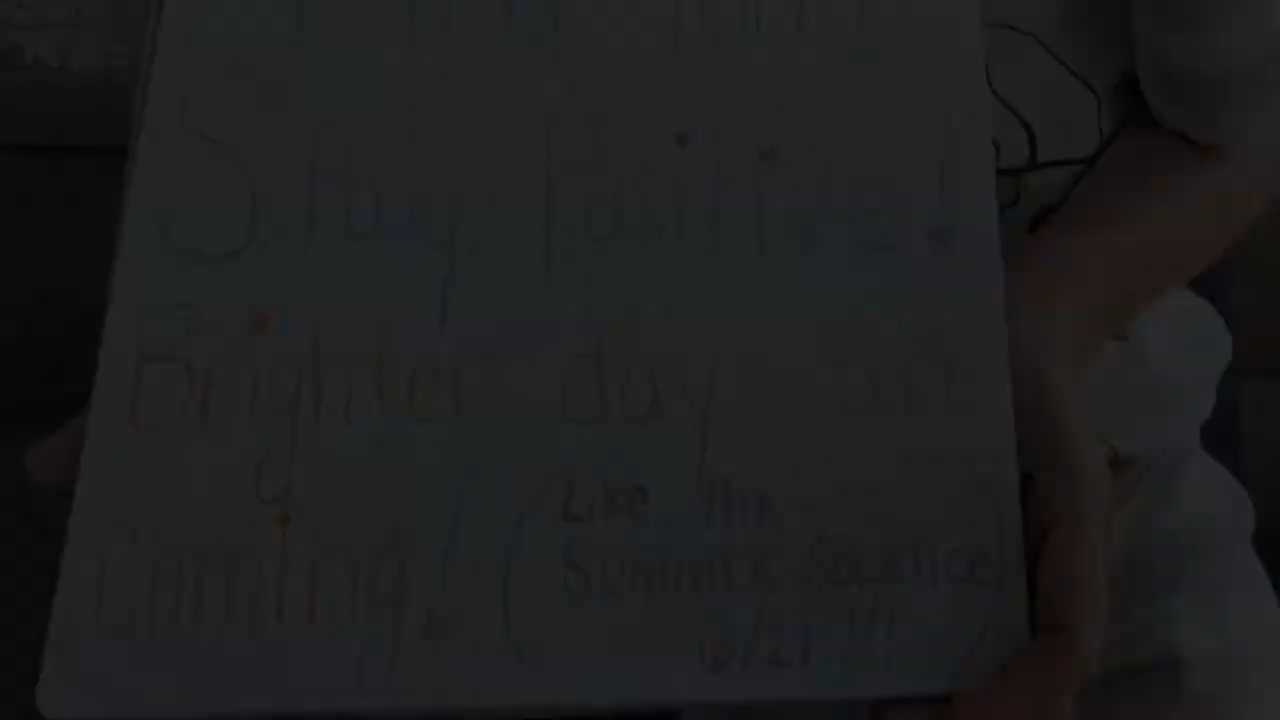 Stay Positive!
Brighter days are
Coming! (Like the
Summer Solstice)
6/21!!!